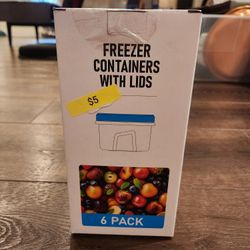 FREEZER
CONTAINERS
WITH LIDS
$5
6 PACK